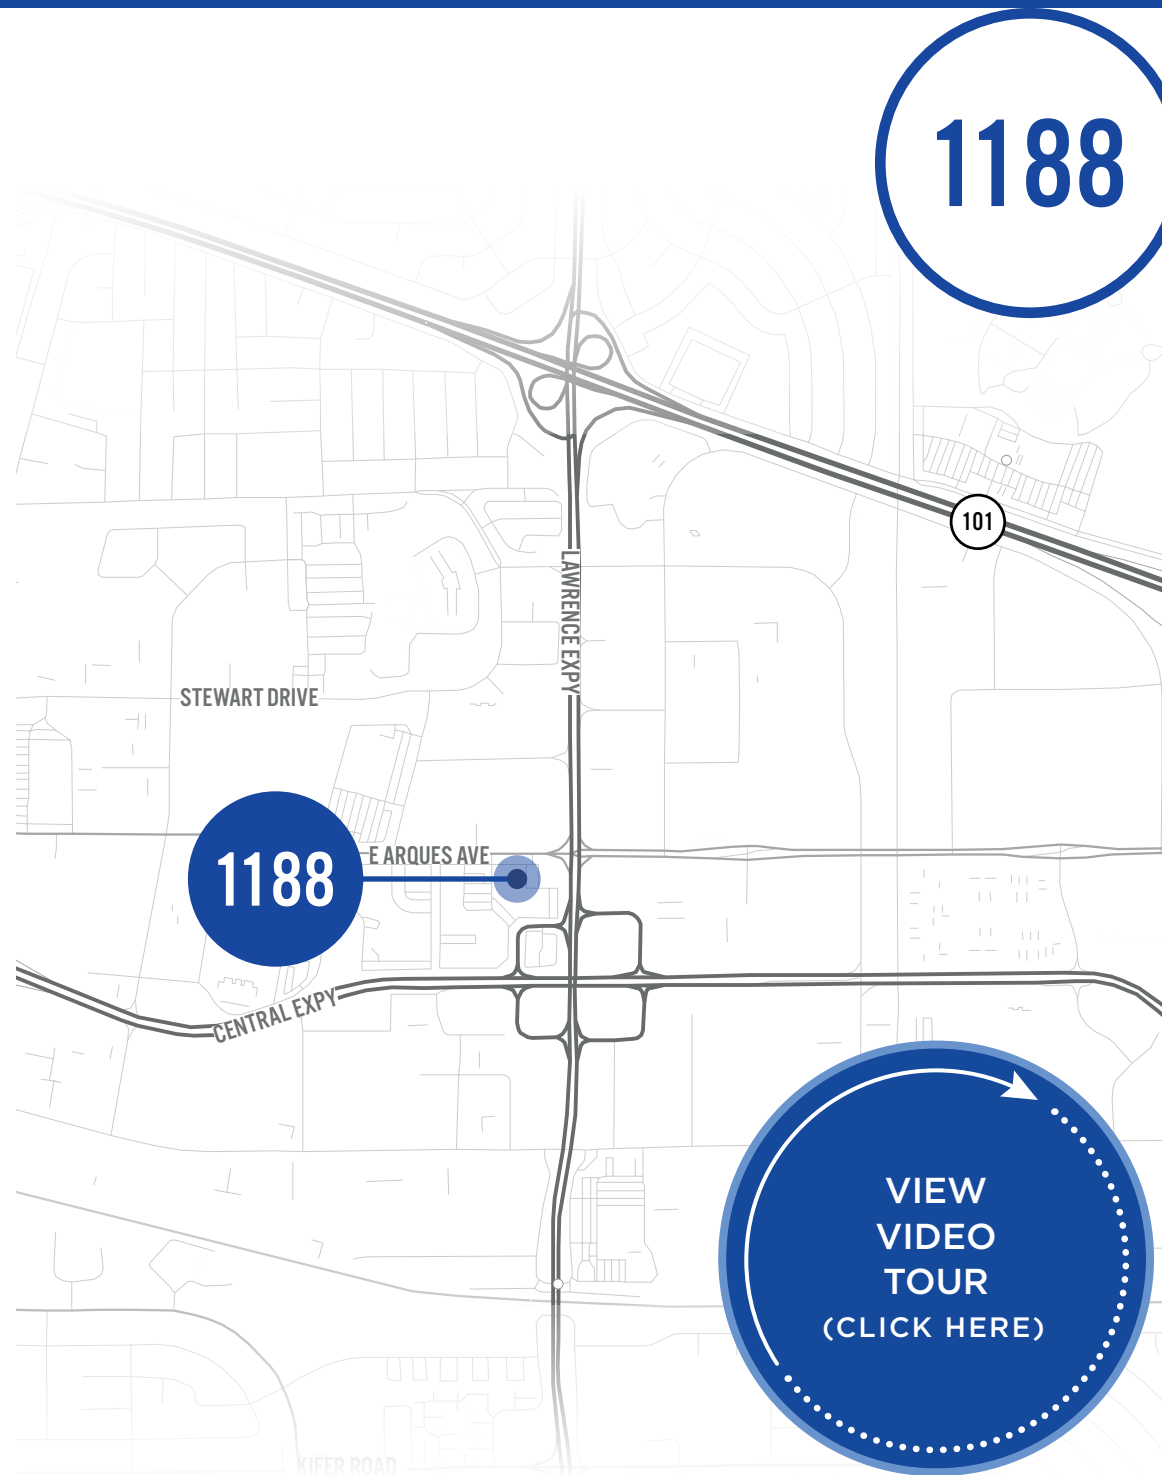 1188
101
LAWRENCE EXPY
STEWART DRIVE
E ARQUES AVE
1188
CENTRAL EXPY
VIEW
VIDEO
TOUR
(CLICK HERE)
KIFER ROAD